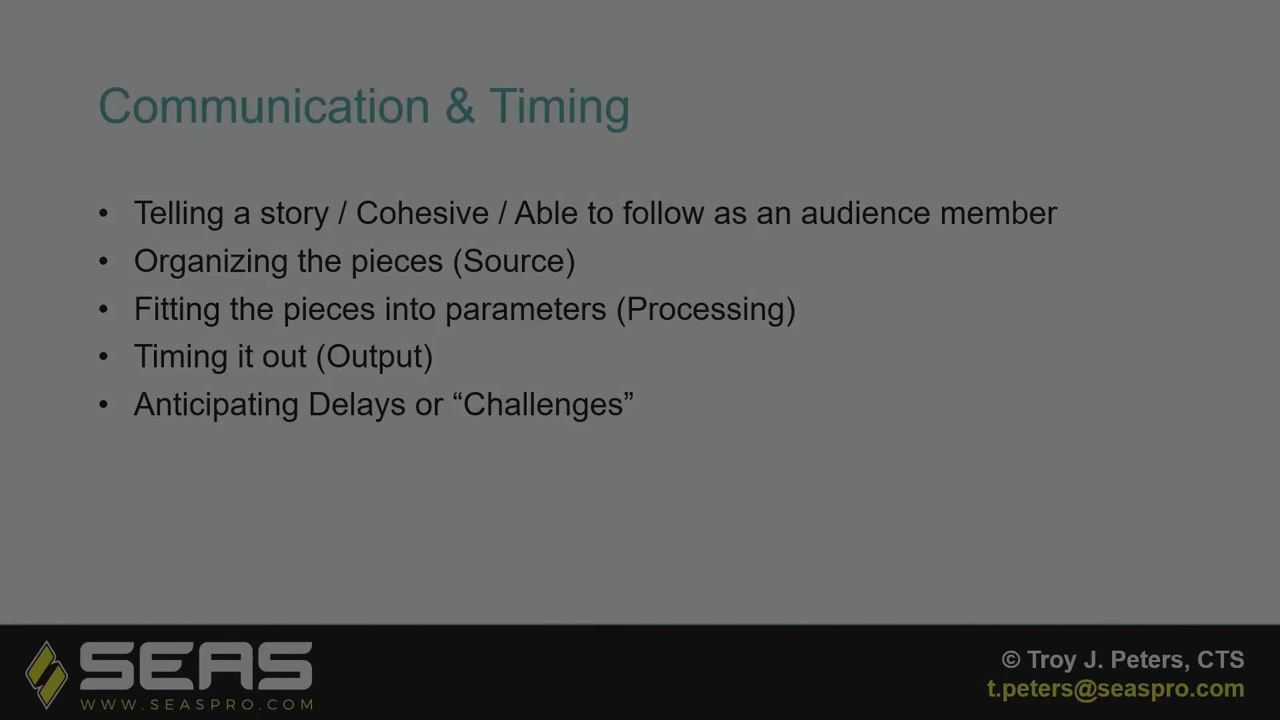 Communication & Timing
• Telling a story / Cohesive / Able to follow as an audience member
• Organizing the pieces (Source)
• Fitting the pieces into parameters (Processing)
• Timing it out (Output)
• Anticipating Delays or “Challenges”
SEAS
WWW.SEASPRO.COM
© Troy J. Peters, CTS
t.peters@seaspro.com